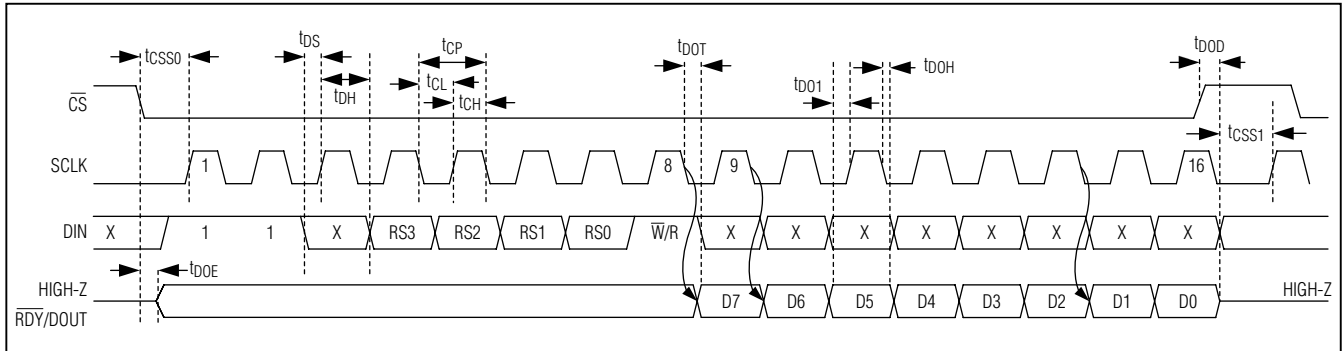 tCSS0 tDS tCP tDOT tDOH tDOD
tDH tCL tCH tDO1 tCSS1
CS
SCLK 1 8 9 16
DIN X 1 1 X RS3 RS2 RS1 RS0 W/R X X X X X X X X
tDOE
HIGH-Z D7 D6 D5 D4 D3 D2 D1 D0 HIGH-Z
RDY/DOUT